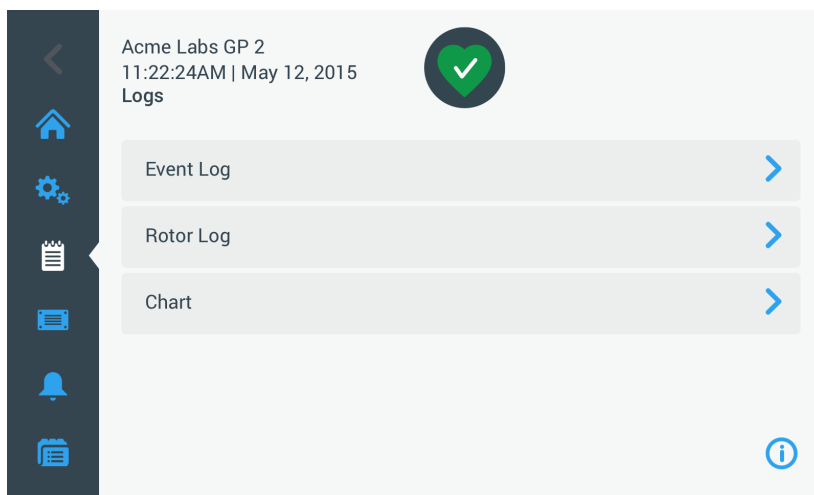 Acme Labs GP 2
11:22:24AM | May 12, 2015
Logs
Event Log
Rotor Log
Chart